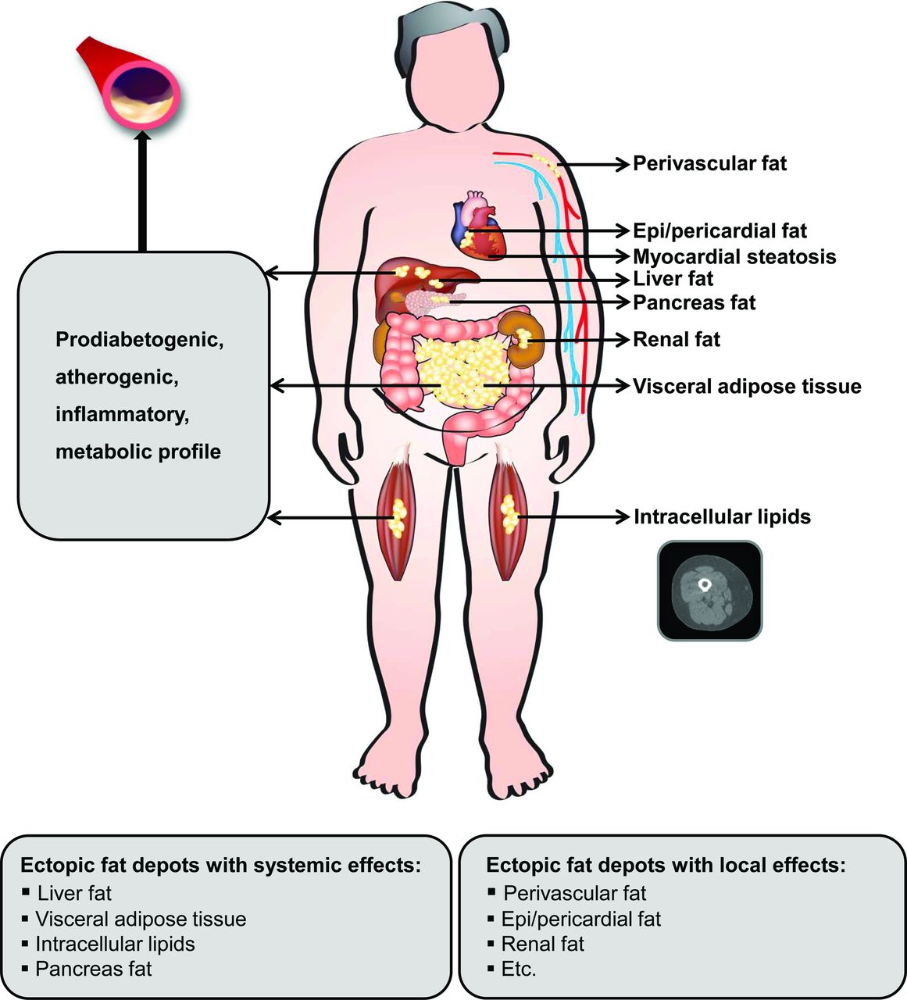 Perivascular fat
Epi/pericardial fat
Myocardial steatosis
Liver fat
Pancreas fat
Renal fat
Visceral adipose tissue
Intracellular lipids
Prodiabetogenic,
atherogenic,
inflammatory,
metabolic profile
Ectopic fat depots with systemic effects:
▪ Liver fat
▪ Visceral adipose tissue
▪ Intracellular lipids
▪ Pancreas fat
Ectopic fat depots with local effects:
▪ Perivascular fat
▪ Epi/pericardial fat
▪ Renal fat
▪ Etc.